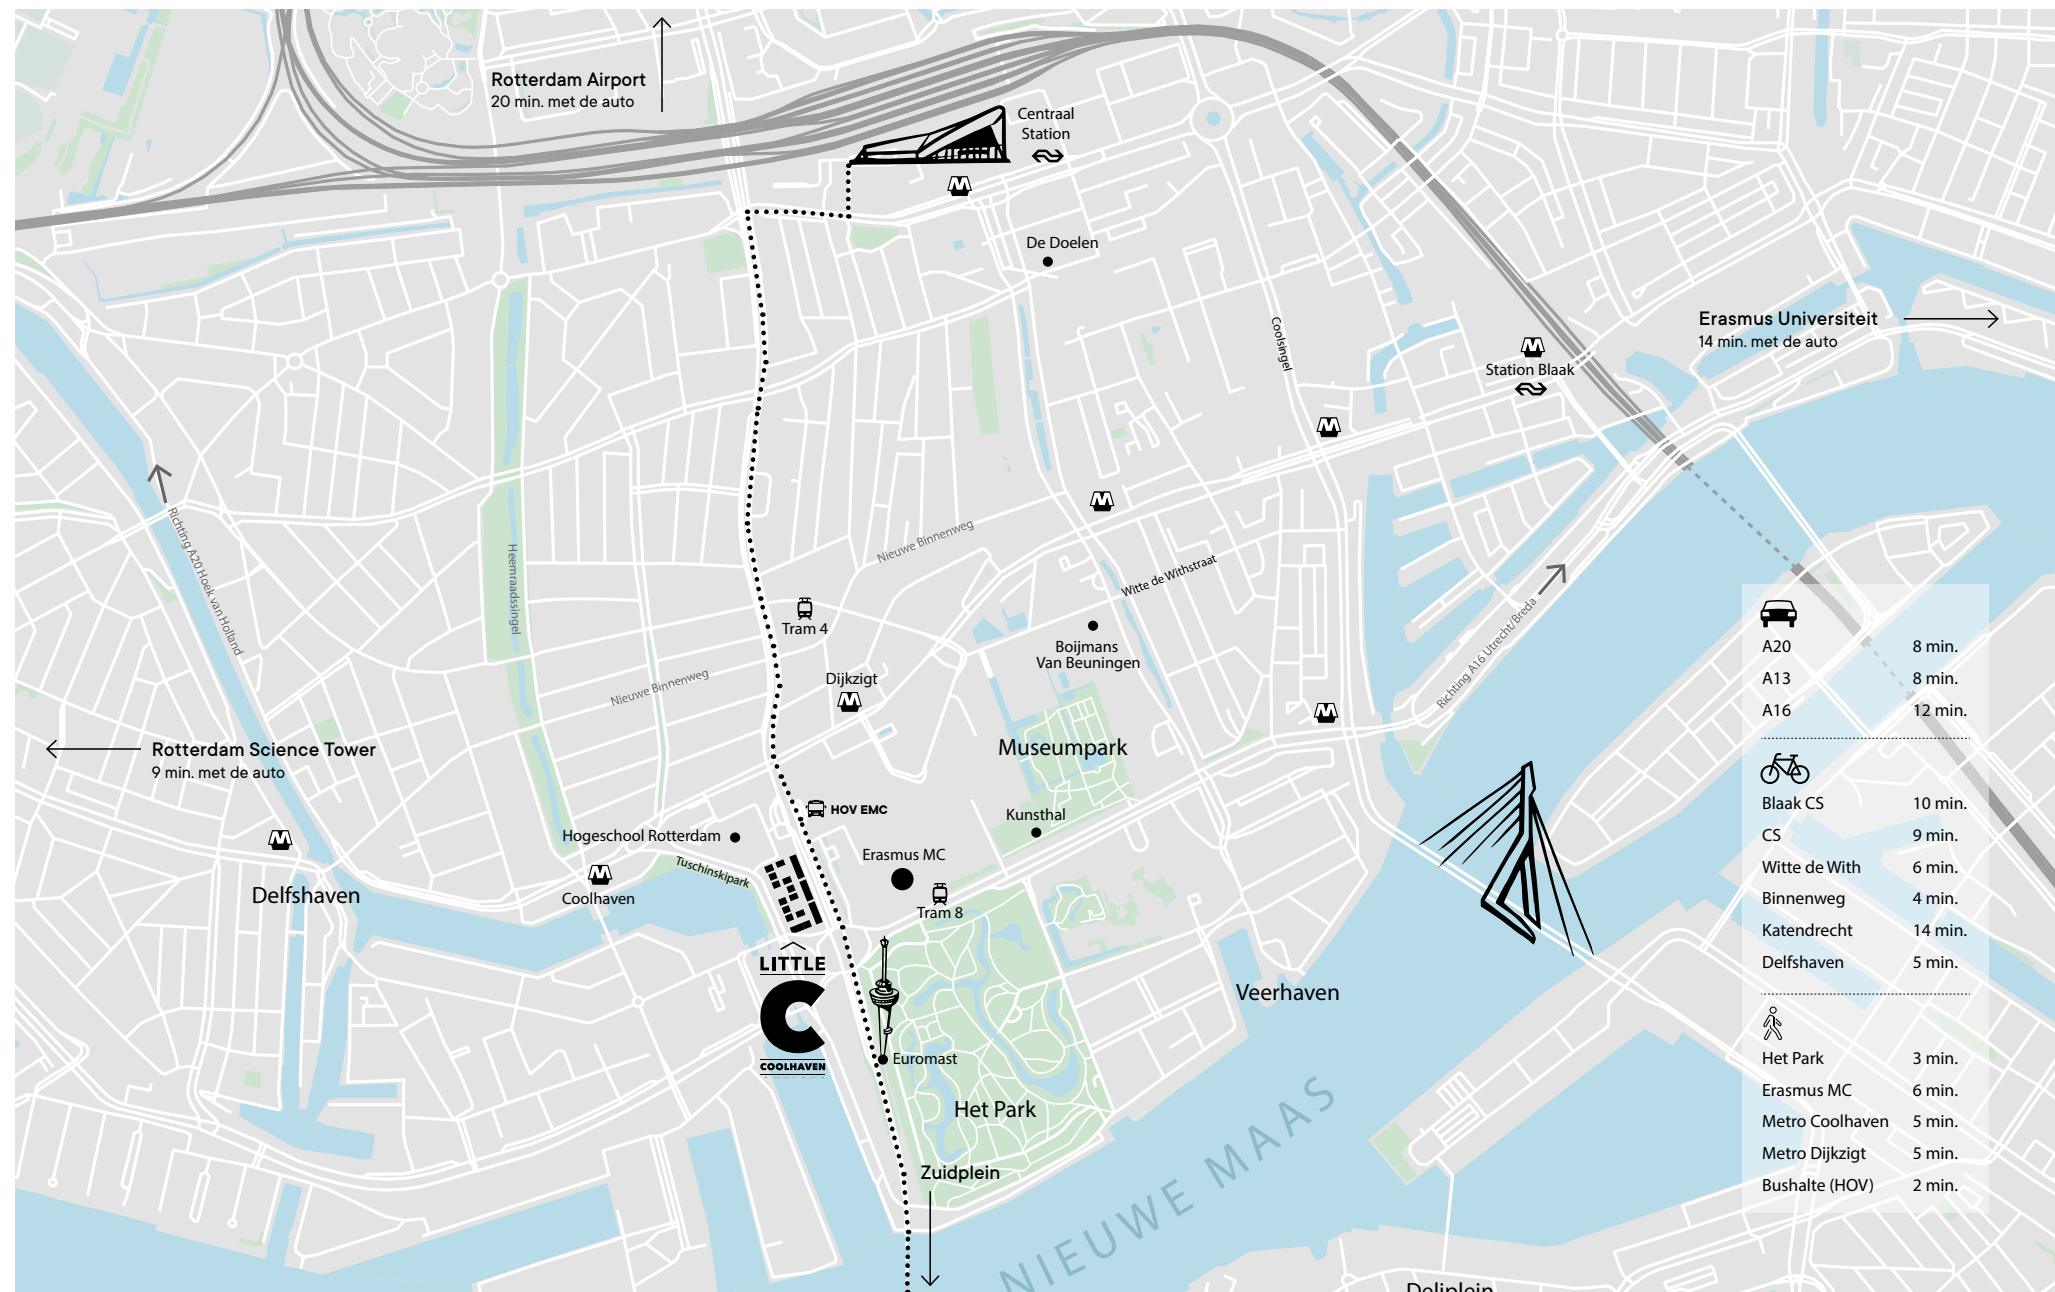 Rotterdam Airport
20 min. met de auto
Centraal
Station
M
De Doelen
Coolsingel
Erasmus Universiteit
14 min. met de auto
M
Station Blaak
M
M
Richting A20 Hoek van Holland
Heemraadssingel
Nieuwe Binnenweg
Witte de Withstraat
Richting A16 Utrecht/Breda
Tram 4
Boijmans
Van Beuningen
Nieuwe Binnenweg
Dijkzigt
M
M
Rotterdam Science Tower
9 min. met de auto
Museumpark
HOV EMC
Kunsthal
Hogeschool Rotterdam
M
Tuschinskipark
Erasmus MC
M
Delfshaven
Coolhaven
Tram 8
LITTLE
C
COOLHAVEN
Veerhaven
Euromast
Het Park
Zuidplein
NIEUWE MAAS
Deliplein
A20 8 min.
A13 8 min.
A16 12 min.
Blaak CS 10 min.
CS 9 min.
Witte de With 6 min.
Binnenweg 4 min.
Katendrecht 14 min.
Delfshaven 5 min.
Het Park 3 min.
Erasmus MC 6 min.
Metro Coolhaven 5 min.
Metro Dijkzigt 5 min.
Bushalte (HOV) 2 min.